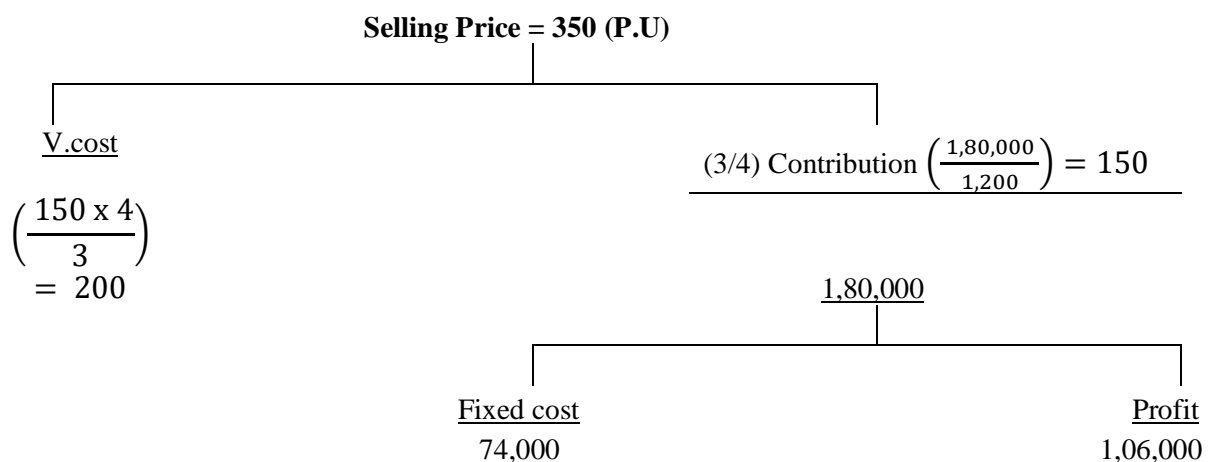 Selling Price = 350 (P.U)
V.cost
(3/4) Contribution (1,80,000/1,200) = 150
(150 x 4/3)
= 200
1,80,000
Fixed cost Profit
74,000 1,06,000